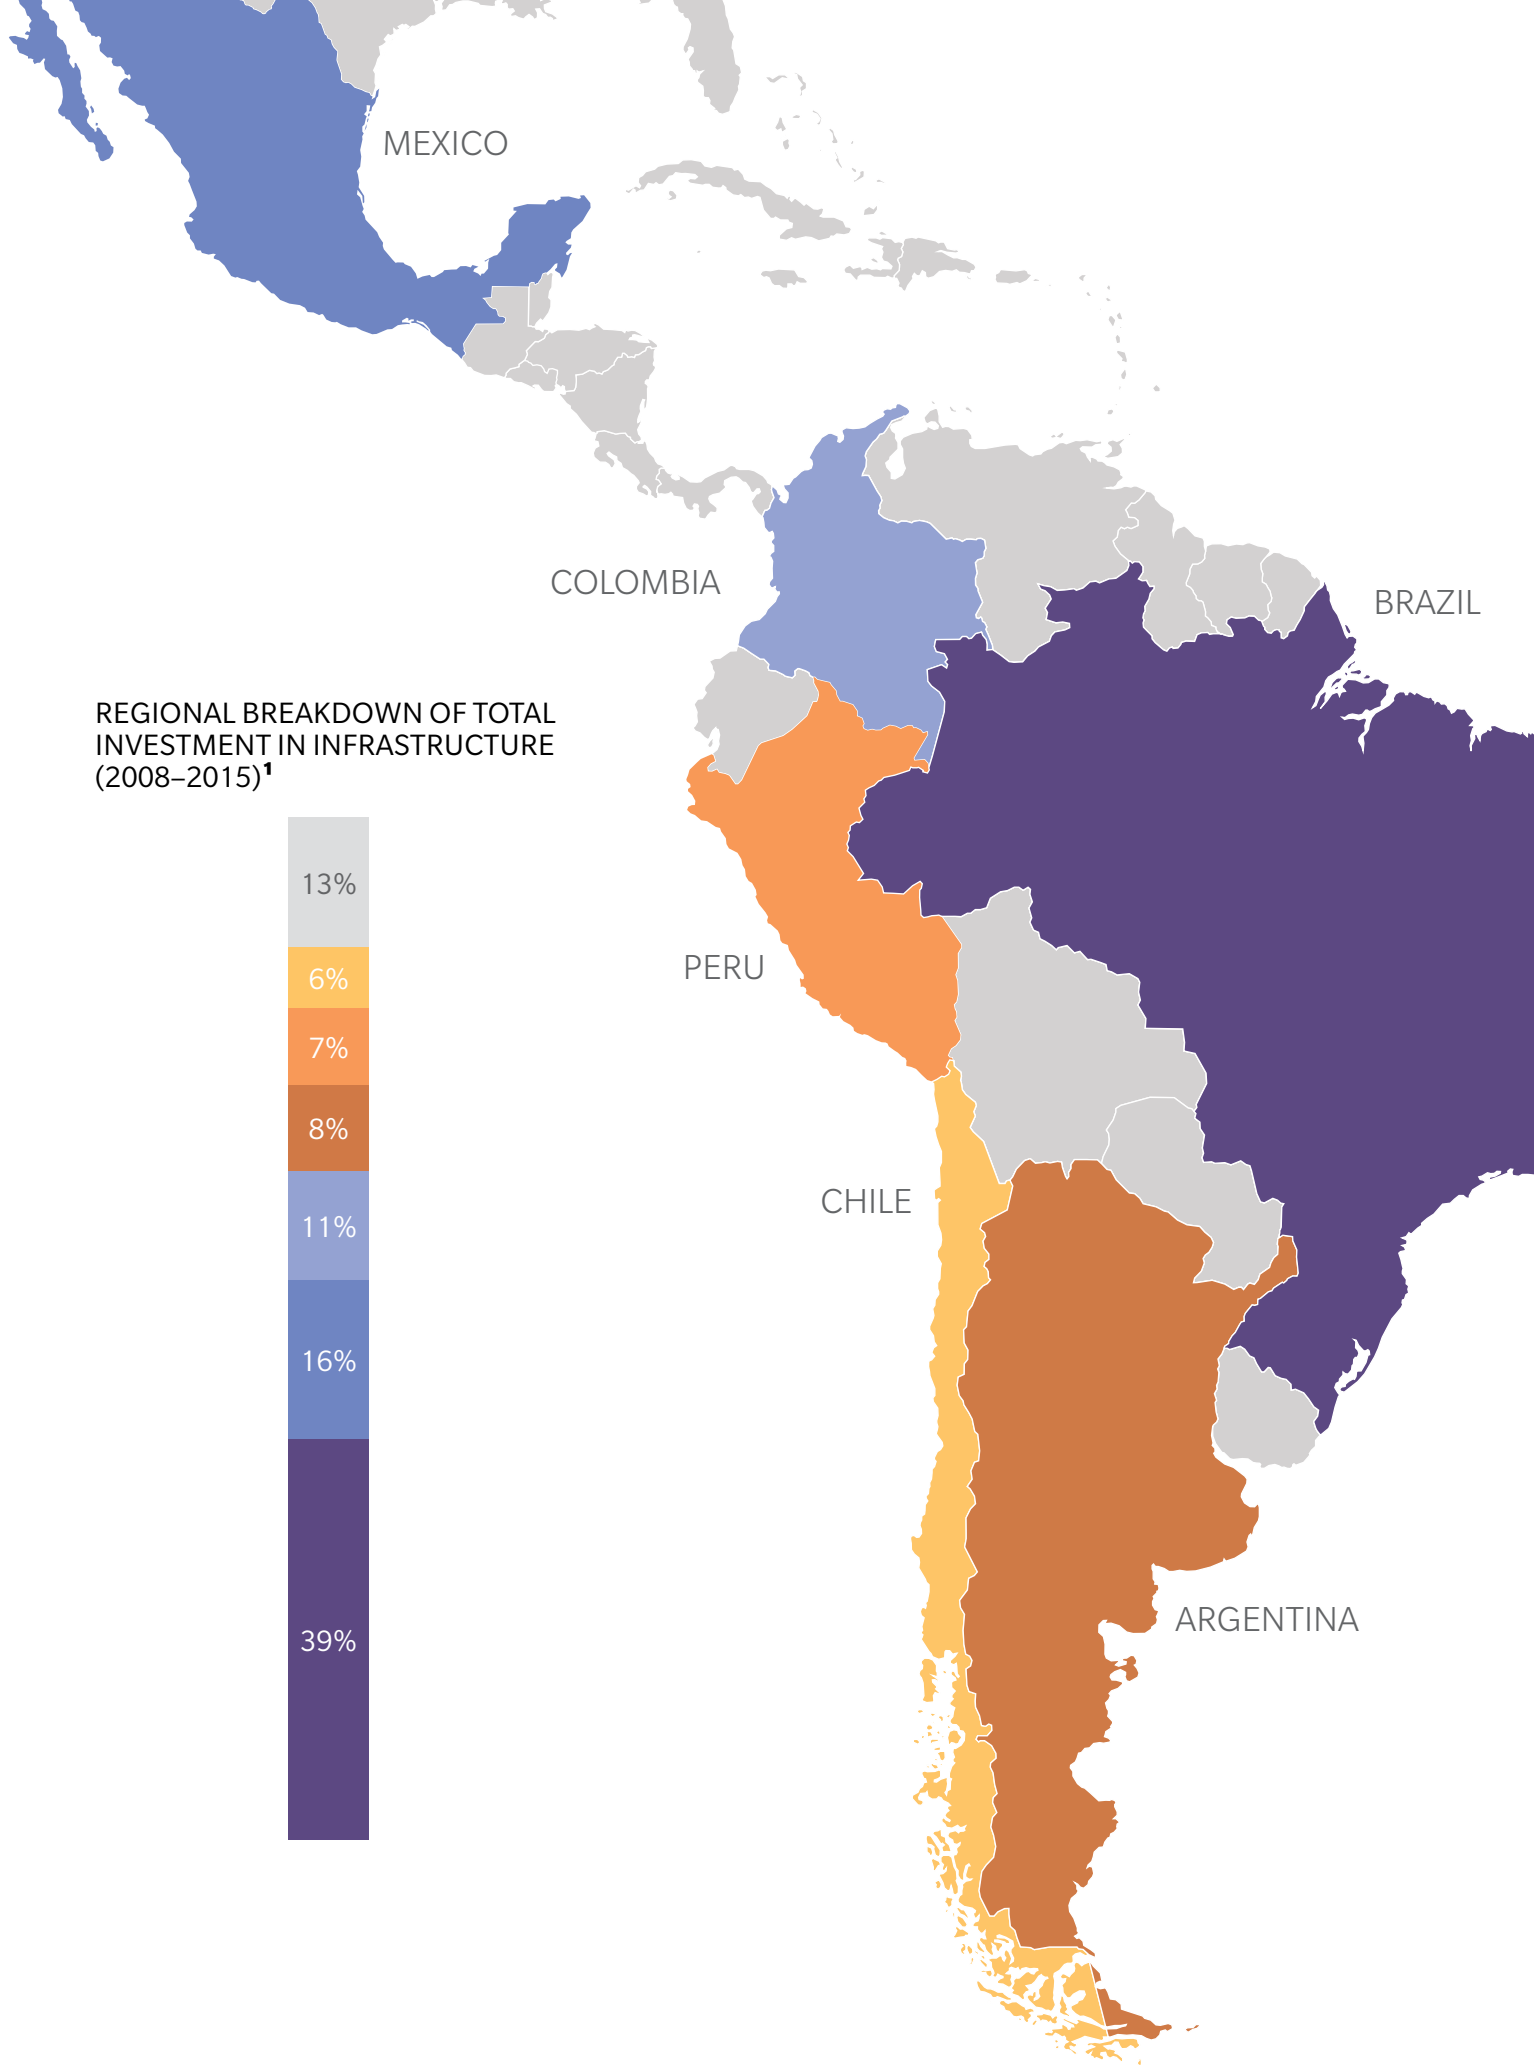 MEXICO
COLOMBIA
BRAZIL
REGIONAL BREAKDOWN OF TOTAL
INVESTMENT IN INFRASTRUCTURE
(2008–2015)¹
13%
6%
7%
8%
11%
16%
39%
PERU
CHILE
ARGENTINA